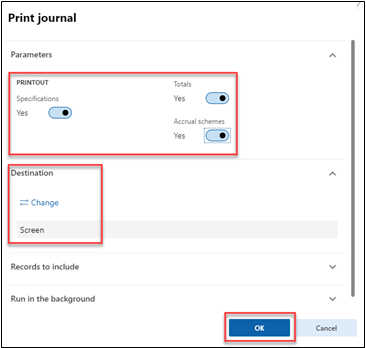 Print journal
Parameters
PRINTOUT
Specifications
Yes
Totals
Yes
Accrual schemes
Yes
Destination
Change
Screen
Records to include
Run in the background
OK
Cancel